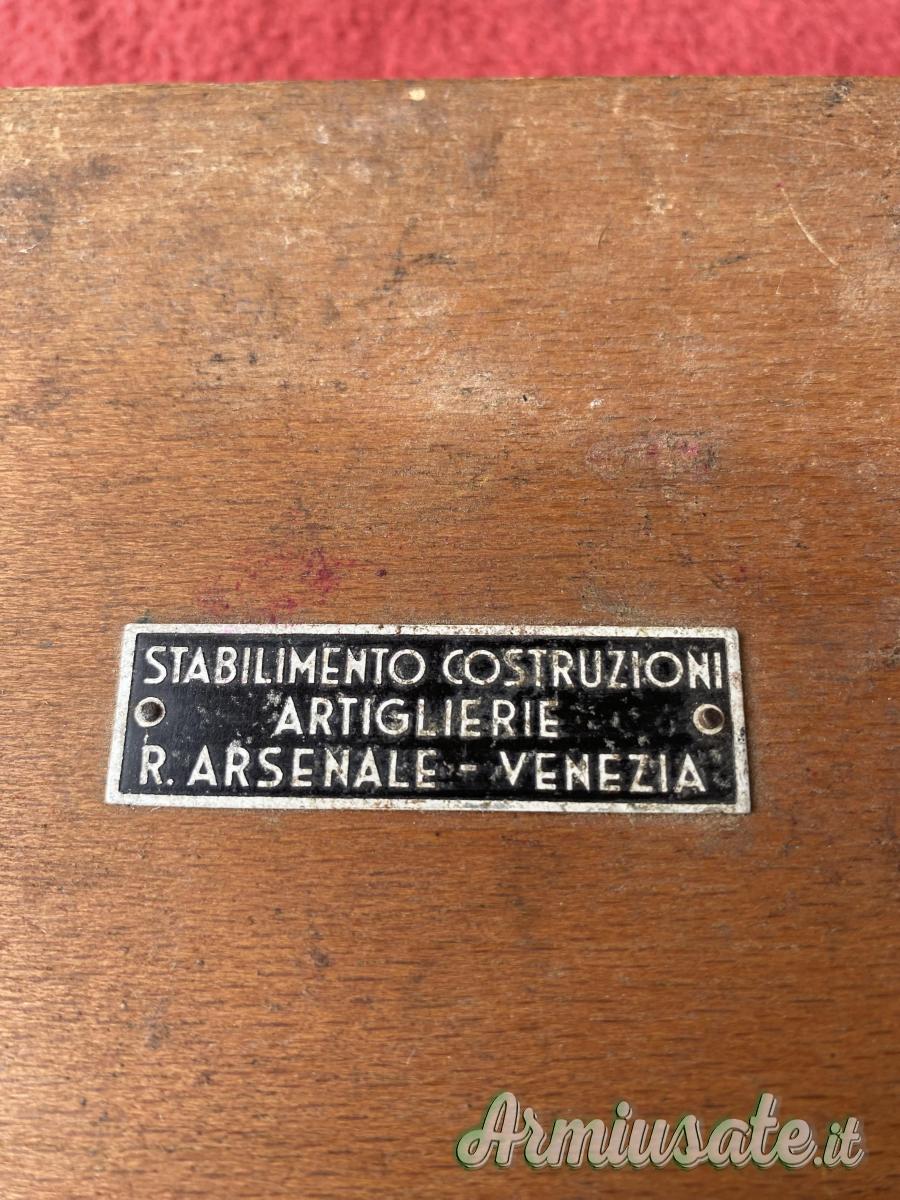 STABILIMENTO COSTRUZIONI
ARTIGLIERIE
R. ARSENALE - VENEZIA
Armiusate.it